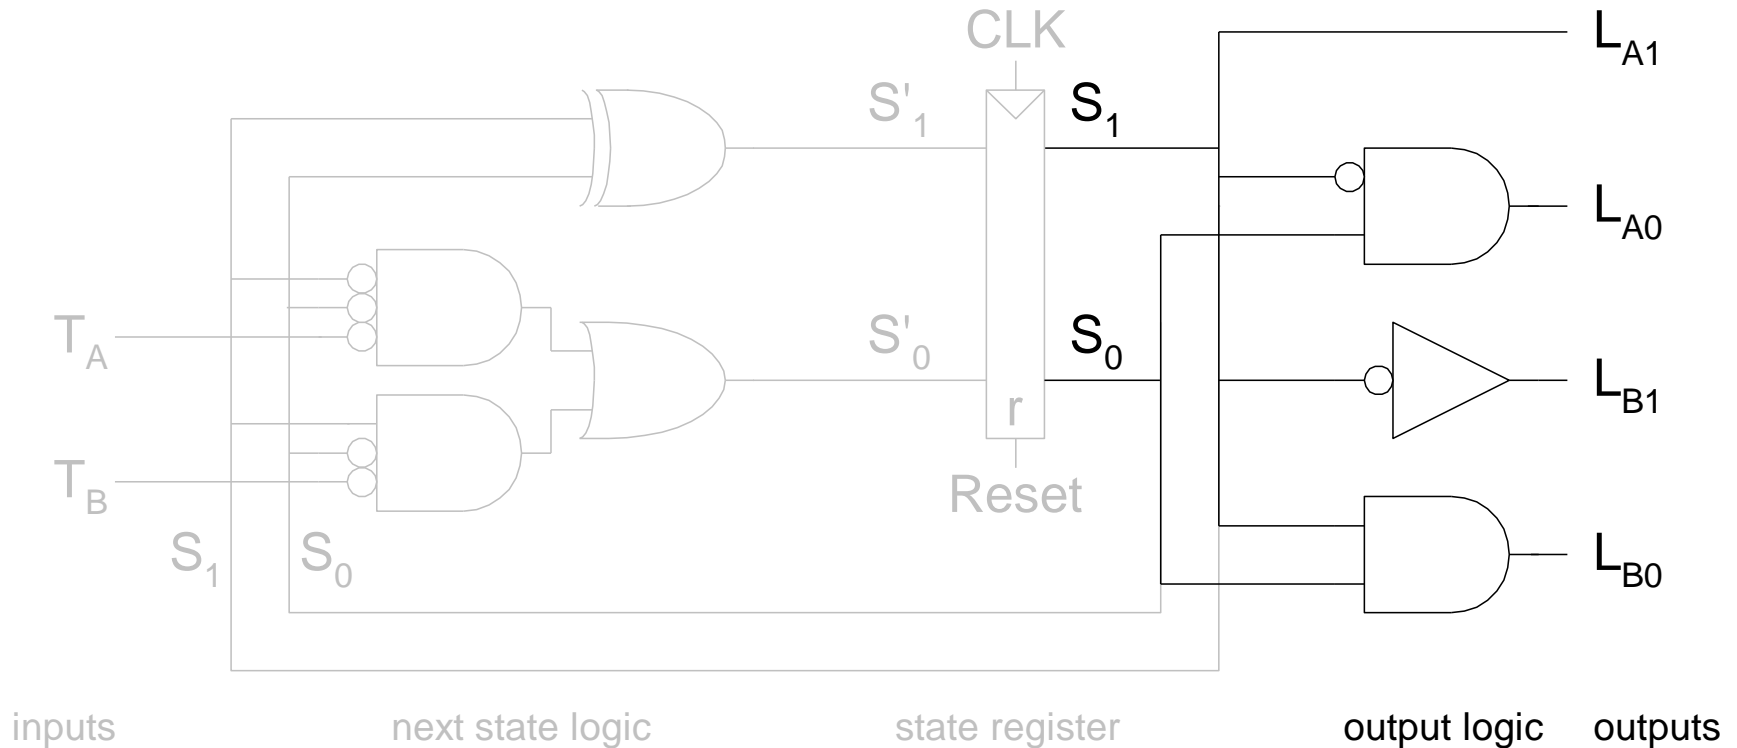 CLK
L_A1
S'_1
S_1
L_A0
T_A
S'_0
S_0
L_B1
r
T_B
Reset
S_1
S_0
L_B0
inputs
next state logic
state register
output logic
outputs